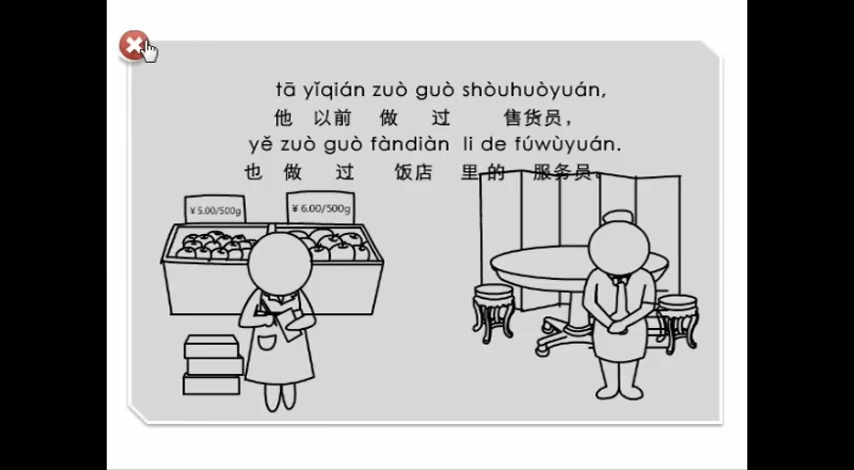 tā yǐqián zuò guò shòuhuòyuán,
他 以前 做 过 售货员，
yě zuò guò fàndiàn li de fúwùyuán.
也 做 过 饭店 里 的 服务员。
¥5.00/500g
¥6.00/500g